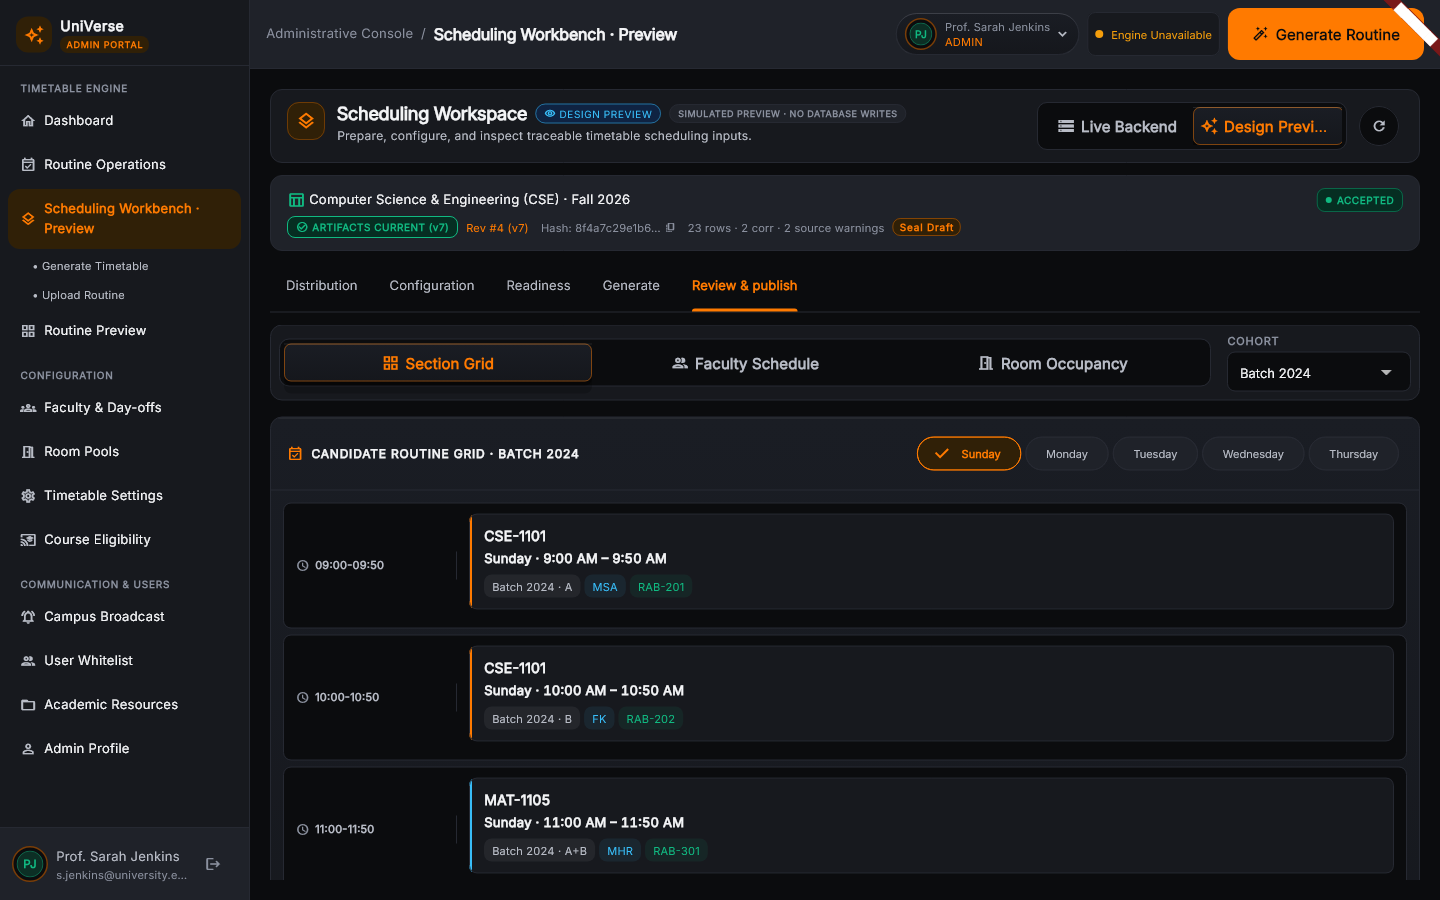 UniVerse
ADMIN PORTAL
TIMETABLE ENGINE
Dashboard
Routine Operations
Scheduling Workbench ·
Preview
• Generate Timetable
• Upload Routine
Routine Preview
CONFIGURATION
Faculty & Day-offs
Room Pools
Timetable Settings
Course Eligibility
COMMUNICATION & USERS
Campus Broadcast
User Whitelist
Academic Resources
Admin Profile
PJ
Prof. Sarah Jenkins
s.jenkins@university.e...
Administrative Console / Scheduling Workbench · Preview
PJ
Prof. Sarah Jenkins
ADMIN
Engine Unavailable
Generate Routine
Scheduling Workspace
DESIGN PREVIEW
SIMULATED PREVIEW · NO DATABASE WRITES
Prepare, configure, and inspect traceable timetable scheduling inputs.
Live Backend
Design Previ...
Computer Science & Engineering (CSE) · Fall 2026
ACCEPTED
ARTIFACTS CURRENT (v7)
Rev #4 (v7)
Hash: 8f4a7c29e1b6...
23 rows · 2 corr · 2 source warnings
Seal Draft
Distribution
Configuration
Readiness
Generate
Review & publish
Section Grid
Faculty Schedule
Room Occupancy
COHORT
Batch 2024
CANDIDATE ROUTINE GRID · BATCH 2024
Sunday
Monday
Tuesday
Wednesday
Thursday
09:00-09:50
CSE-1101
Sunday · 9:00 AM – 9:50 AM
Batch 2024 · A
MSA
RAB-201
10:00-10:50
CSE-1101
Sunday · 10:00 AM – 10:50 AM
Batch 2024 · B
FK
RAB-202
11:00-11:50
MAT-1105
Sunday · 11:00 AM – 11:50 AM
Batch 2024 · A+B
MHR
RAB-301